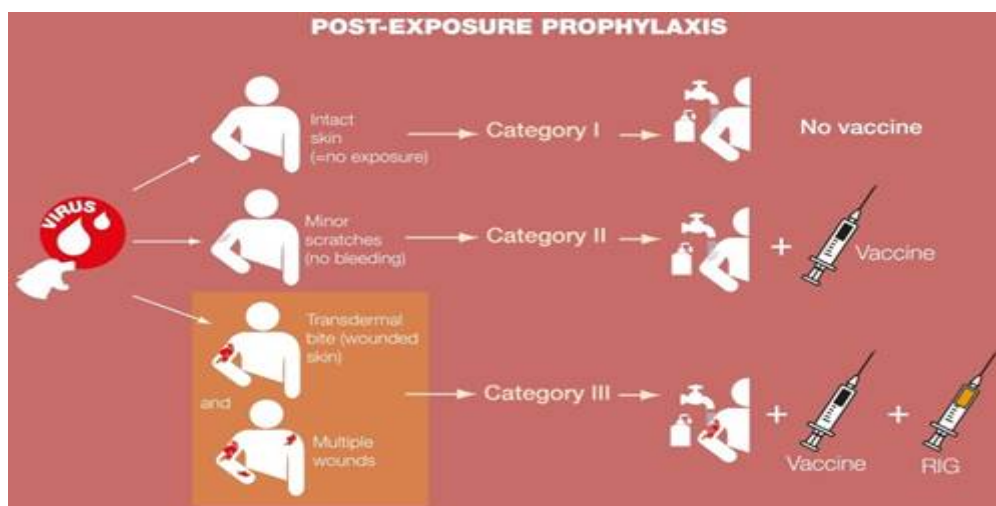 POST-EXPOSURE PROPHYLAXIS
VIRUS
Intact
skin
(=no exposure)
Category I
No vaccine
Minor
scratches
(no bleeding)
Category II
+
Vaccine
Transdermal
bite (wounded
skin)
and
Multiple
wounds
Category III
+
Vaccine
+
RIG